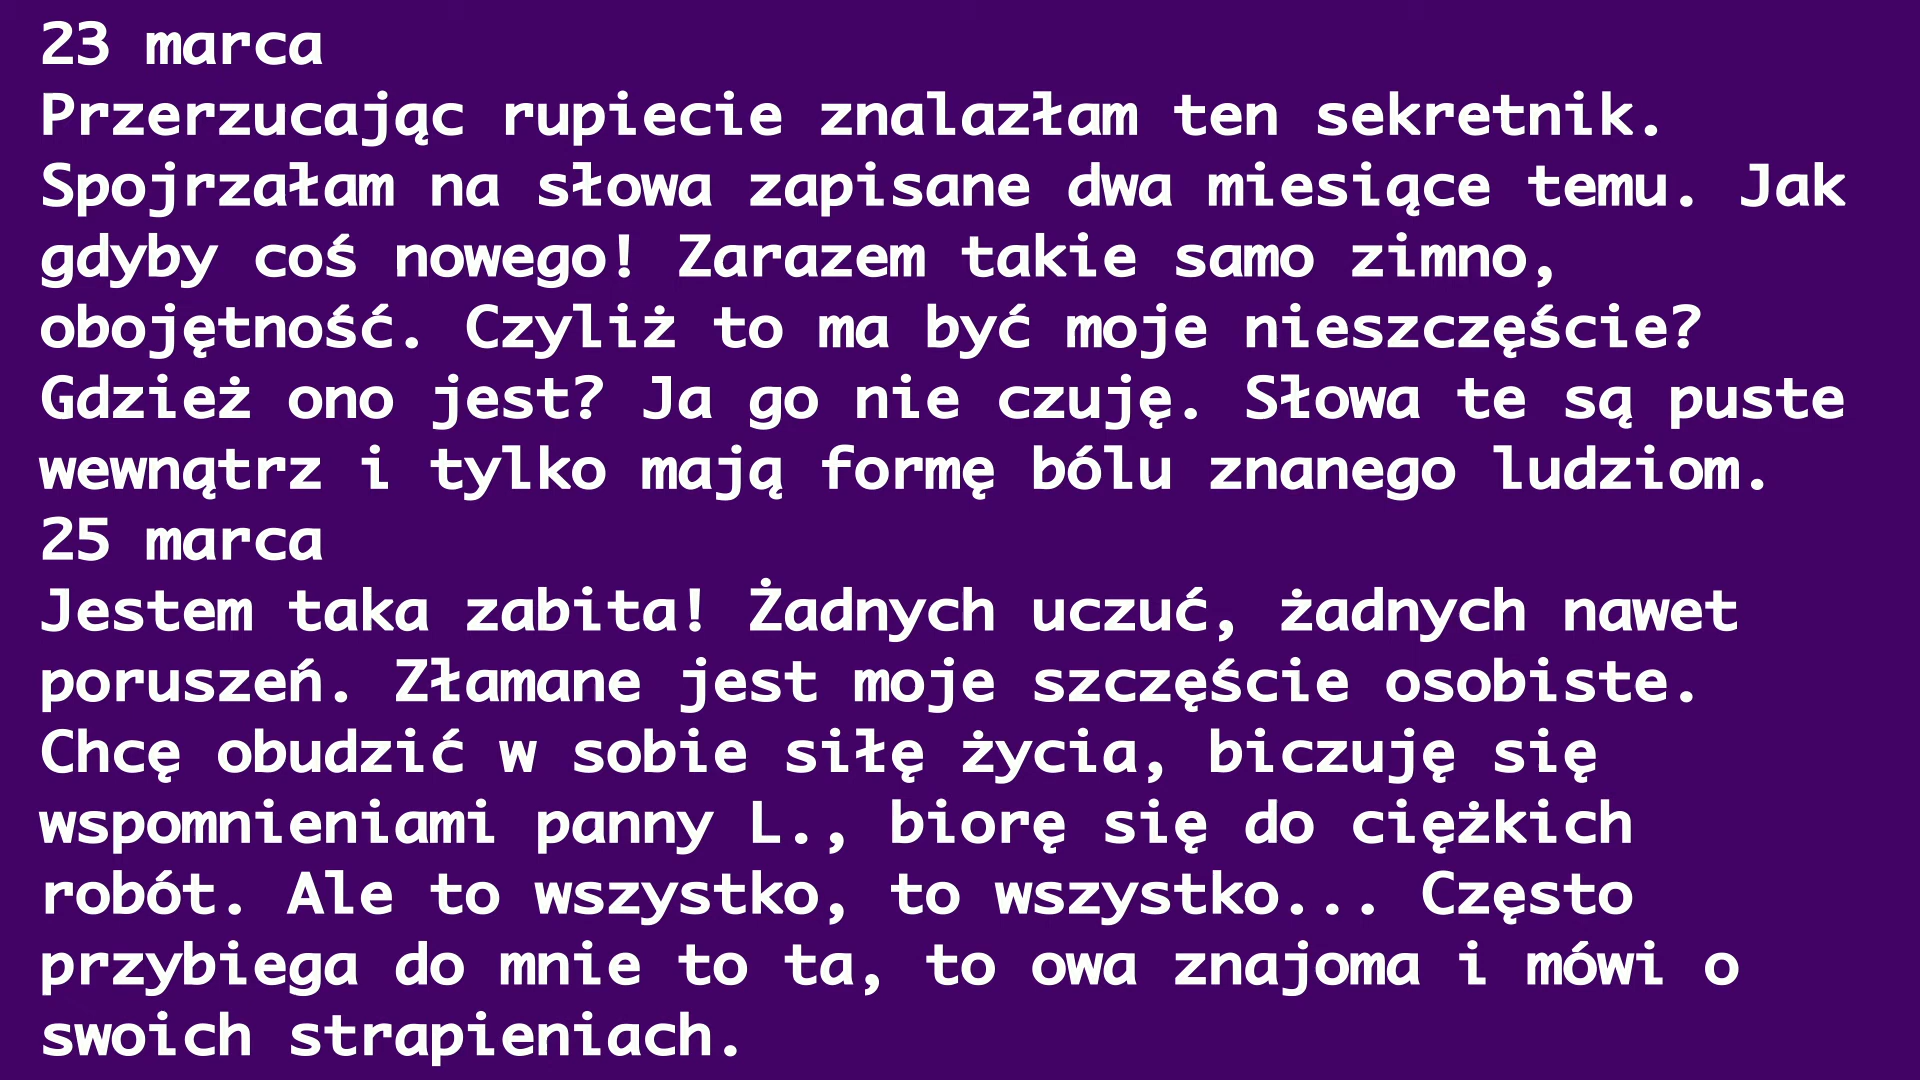 23 marca
Przerzucając rupiecie znalazłam ten sekretnik.
Spojrzałam na słowa zapisane dwa miesiące temu. Jak
gdyby coś nowego! Zarazem takie samo zimno,
obojętność. Czyliż to ma być moje nieszczęście?
Gdzież ono jest? Ja go nie czuję. Słowa te są puste
wewnątrz i tylko mają formę bólu znanego ludziom.
25 marca
Jestem taka zabita! Żadnych uczuć, żadnych nawet
poruszeń. Złamane jest moje szczęście osobiste.
Chcę obudzić w sobie siłę życia, biczuję się
wspomnieniami panny L., biorę się do ciężkich
robót. Ale to wszystko, to wszystko... Często
przybiega do mnie to ta, to owa znajoma i mówi o
swoich strapieniach.